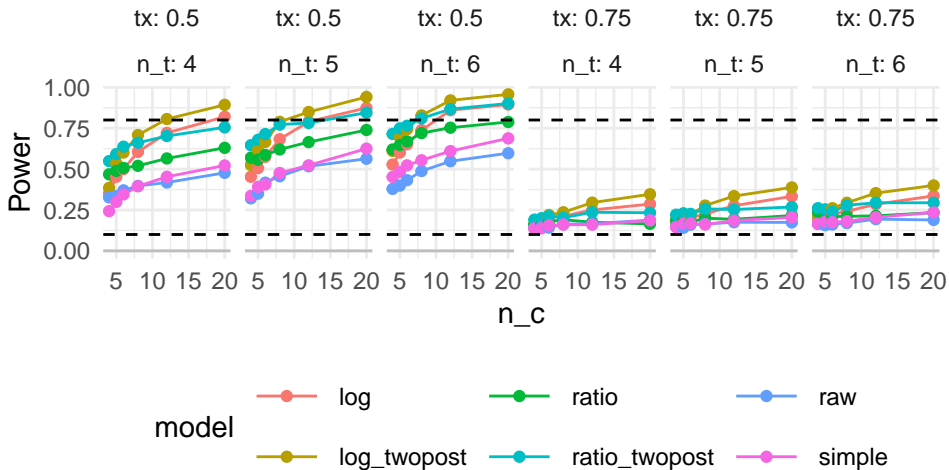 tx: 0.5 tx: 0.5 tx: 0.5 tx: 0.75 tx: 0.75 tx: 0.75
n_t: 4 n_t: 5 n_t: 6 n_t: 4 n_t: 5 n_t: 6
1.00
0.75
0.50
0.25
0.00
Power
5 10 15 20 5 10 15 20 5 10 15 20 5 10 15 20 5 10 15 20 5 10 15 20
n_c
model
log ratio raw
log_twopost ratio_twopost simple